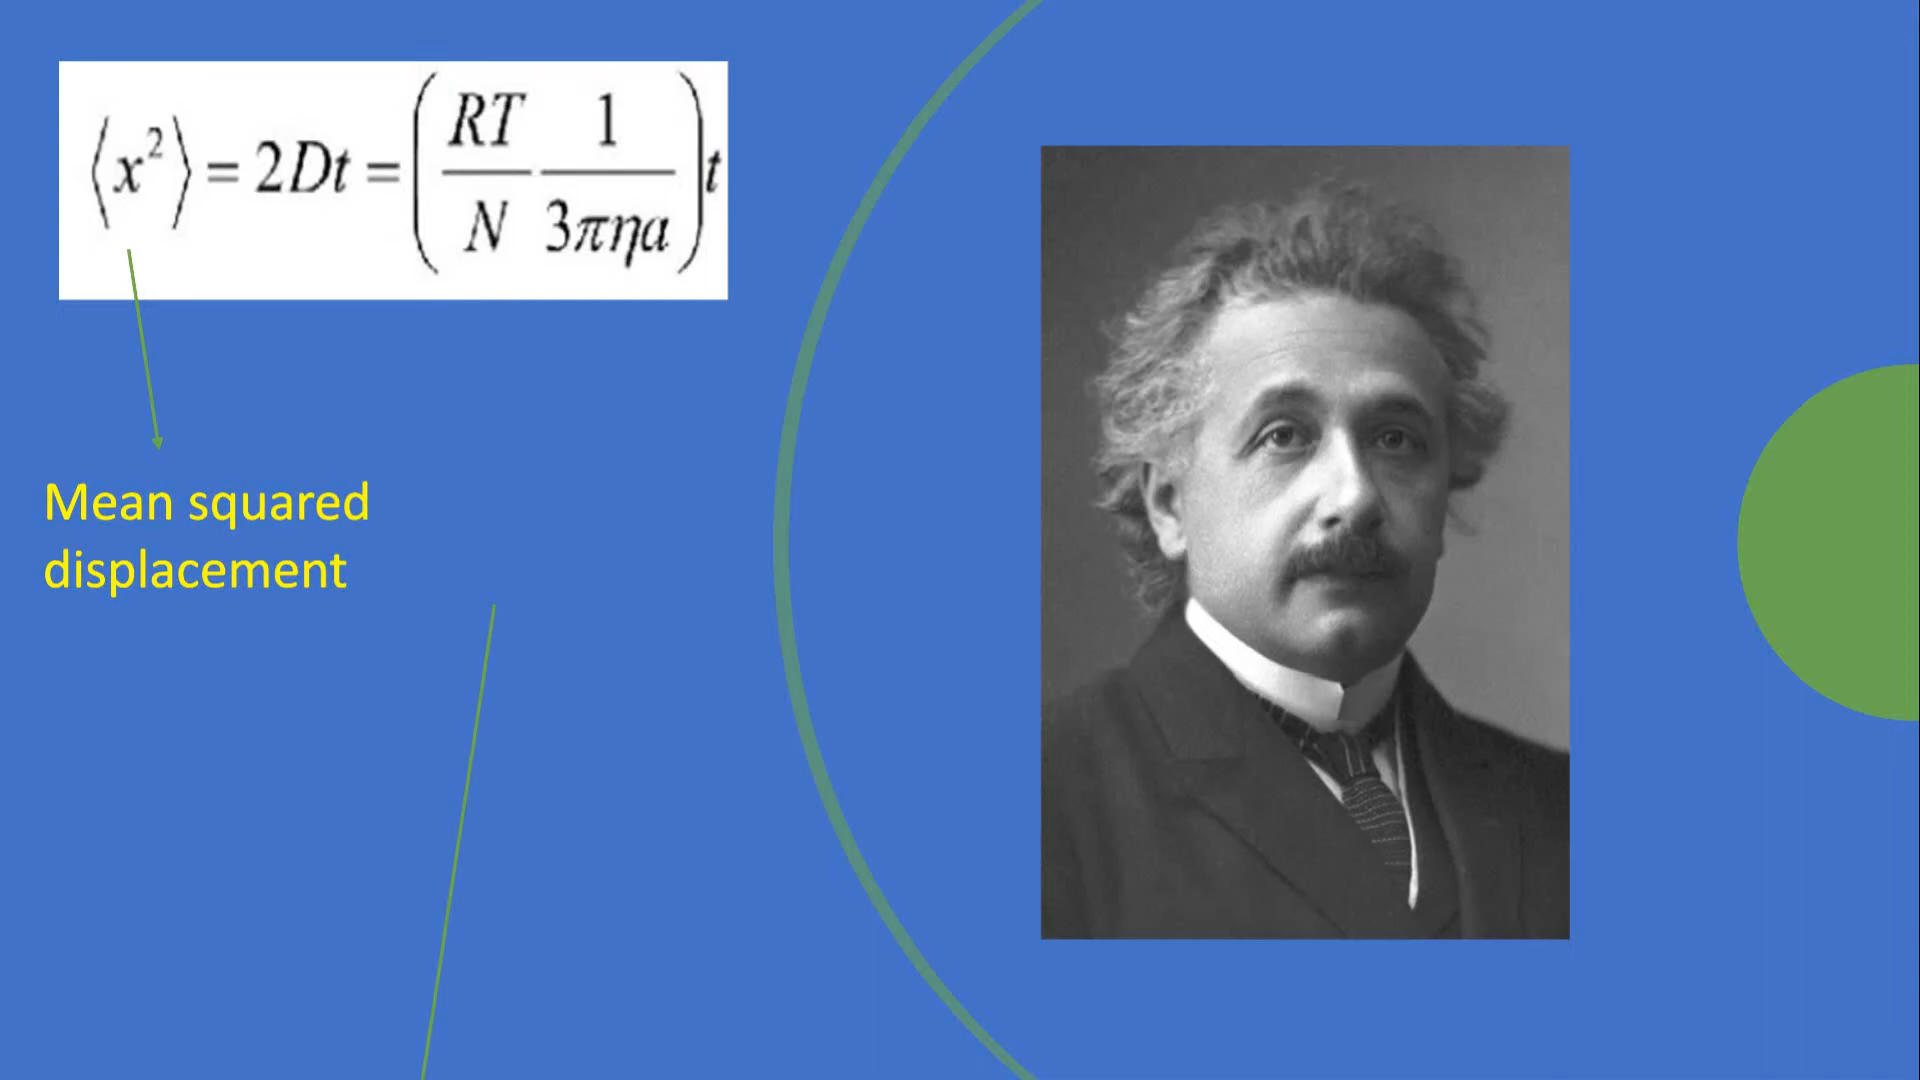 ⟨x²⟩ = 2Dt = (RT/N 1/3πηa)t
Mean squared
displacement